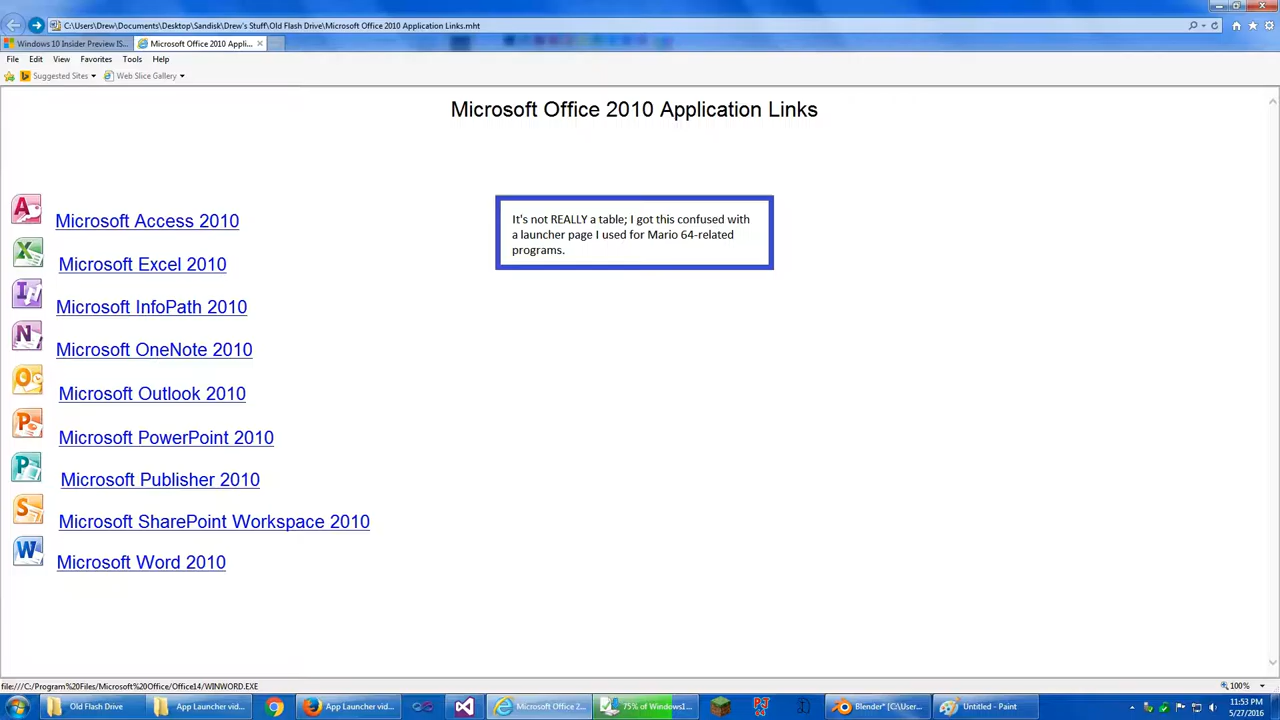 C:\Users\Drew\Documents\Desktop\Sandisk\Drew's Stuff\Old Flash Drive\Microsoft Office 2010 Application Links.mht
Windows 10 Insider Preview IS...
Microsoft Office 2010 Appli...
File Edit View Favorites Tools Help
Suggested Sites
Web Slice Gallery
Microsoft Office 2010 Application Links
Microsoft Access 2010
It's not REALLY a table; I got this confused with
a launcher page I used for Mario 64-related
programs.
Microsoft Excel 2010
Microsoft InfoPath 2010
Microsoft OneNote 2010
Microsoft Outlook 2010
Microsoft PowerPoint 2010
Microsoft Publisher 2010
Microsoft SharePoint Workspace 2010
Microsoft Word 2010
file:///C:/Program%20Files/Microsoft%20Office/Office14/WINWORD.EXE
100%
Old Flash Drive
App Launcher vid...
App Launcher vid...
Microsoft Office 2...
75% of Windows1...
Blender* [C:\User...
Untitled - Paint
11:53 PM
5/27/2016